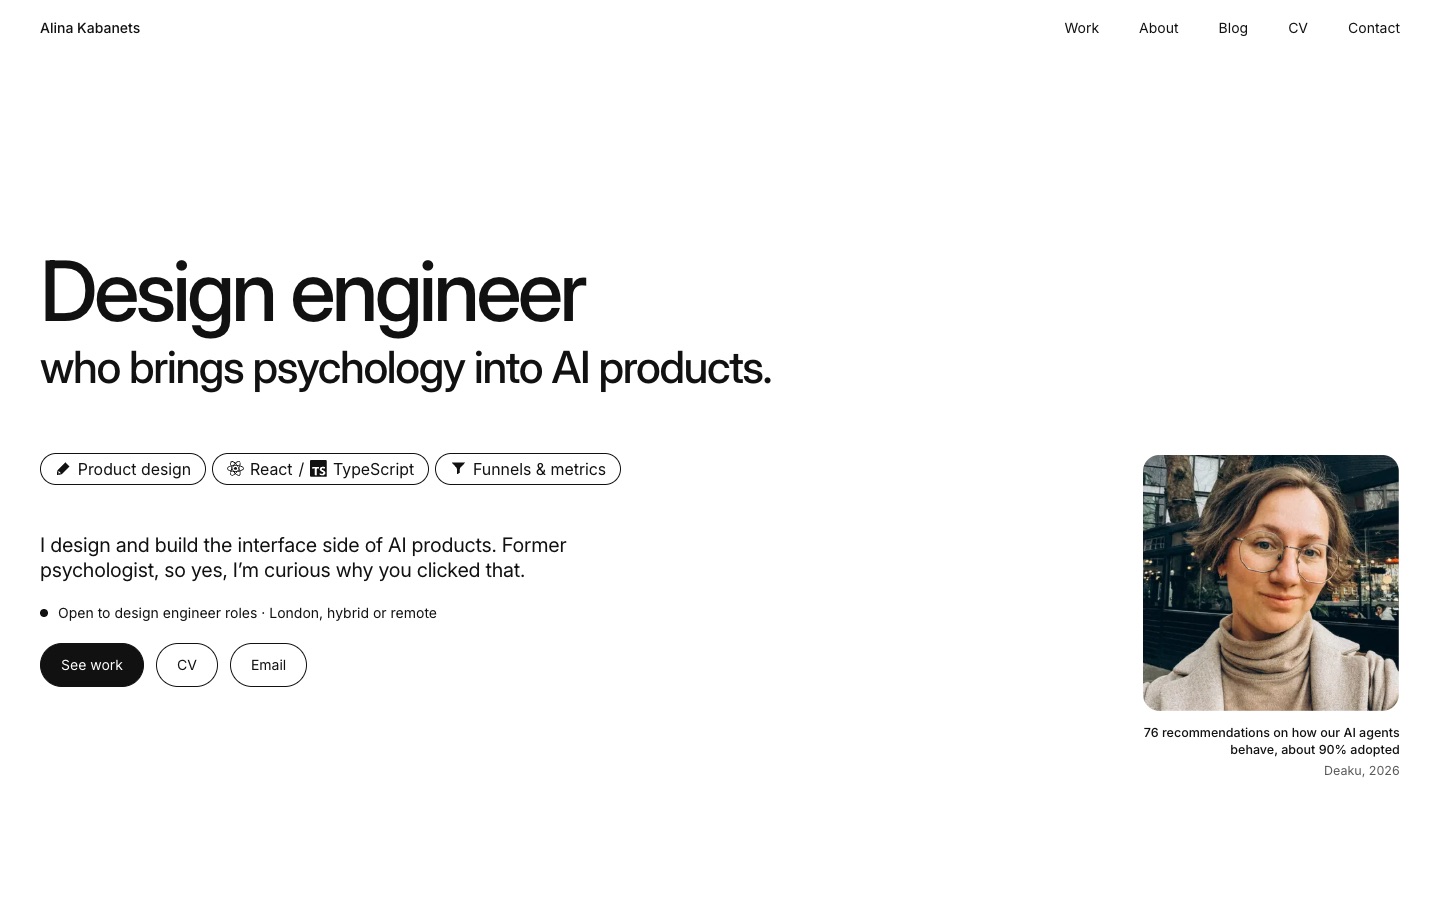 Alina Kabanets
Work
About
Blog
CV
Contact
Design engineer
who brings psychology into AI products.
Product design
React / TS TypeScript
Funnels & metrics
I design and build the interface side of AI products. Former
psychologist, so yes, I’m curious why you clicked that.
Open to design engineer roles · London, hybrid or remote
See work
CV
Email
76 recommendations on how our AI agents
behave, about 90% adopted
Deaku, 2026